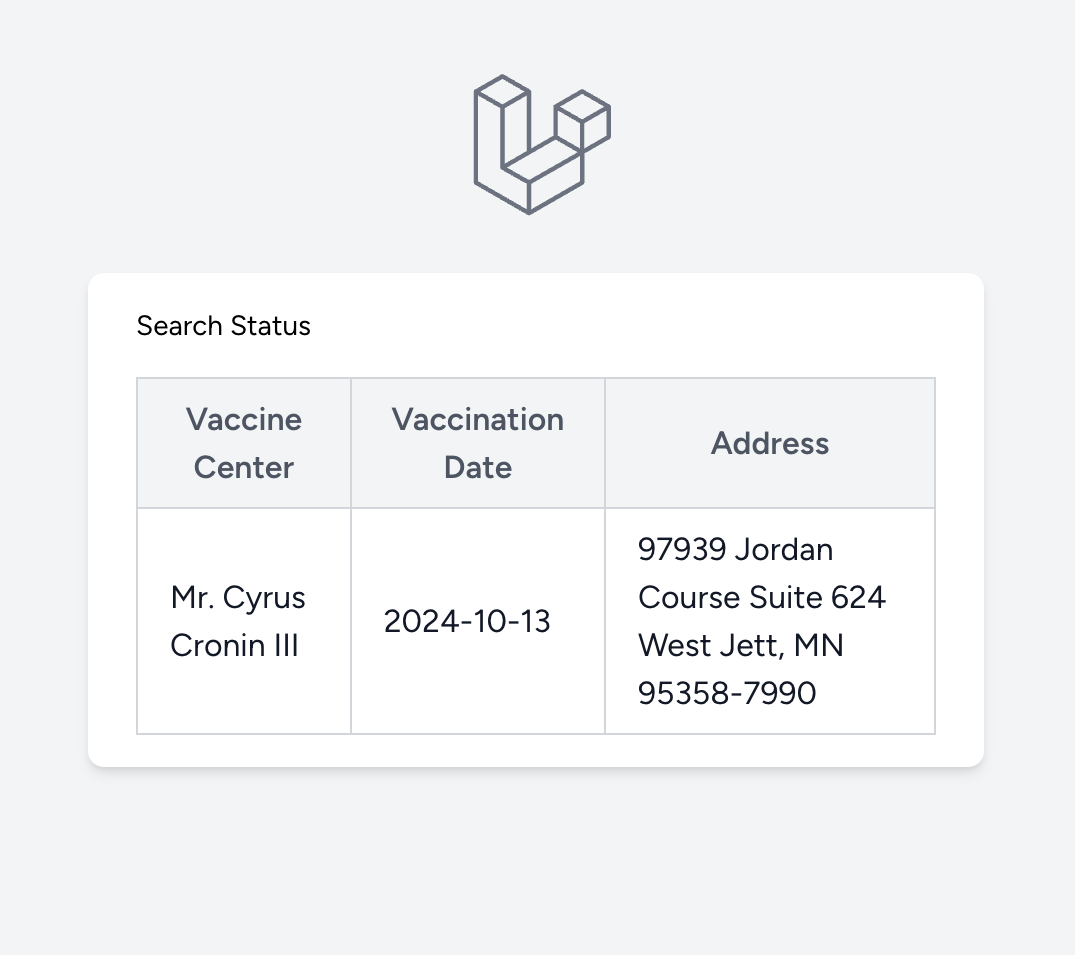 Search Status
Vaccine
Center
Vaccination
Date
Address
Mr. Cyrus
Cronin III
2024-10-13
97939 Jordan
Course Suite 624
West Jett, MN
95358-7990